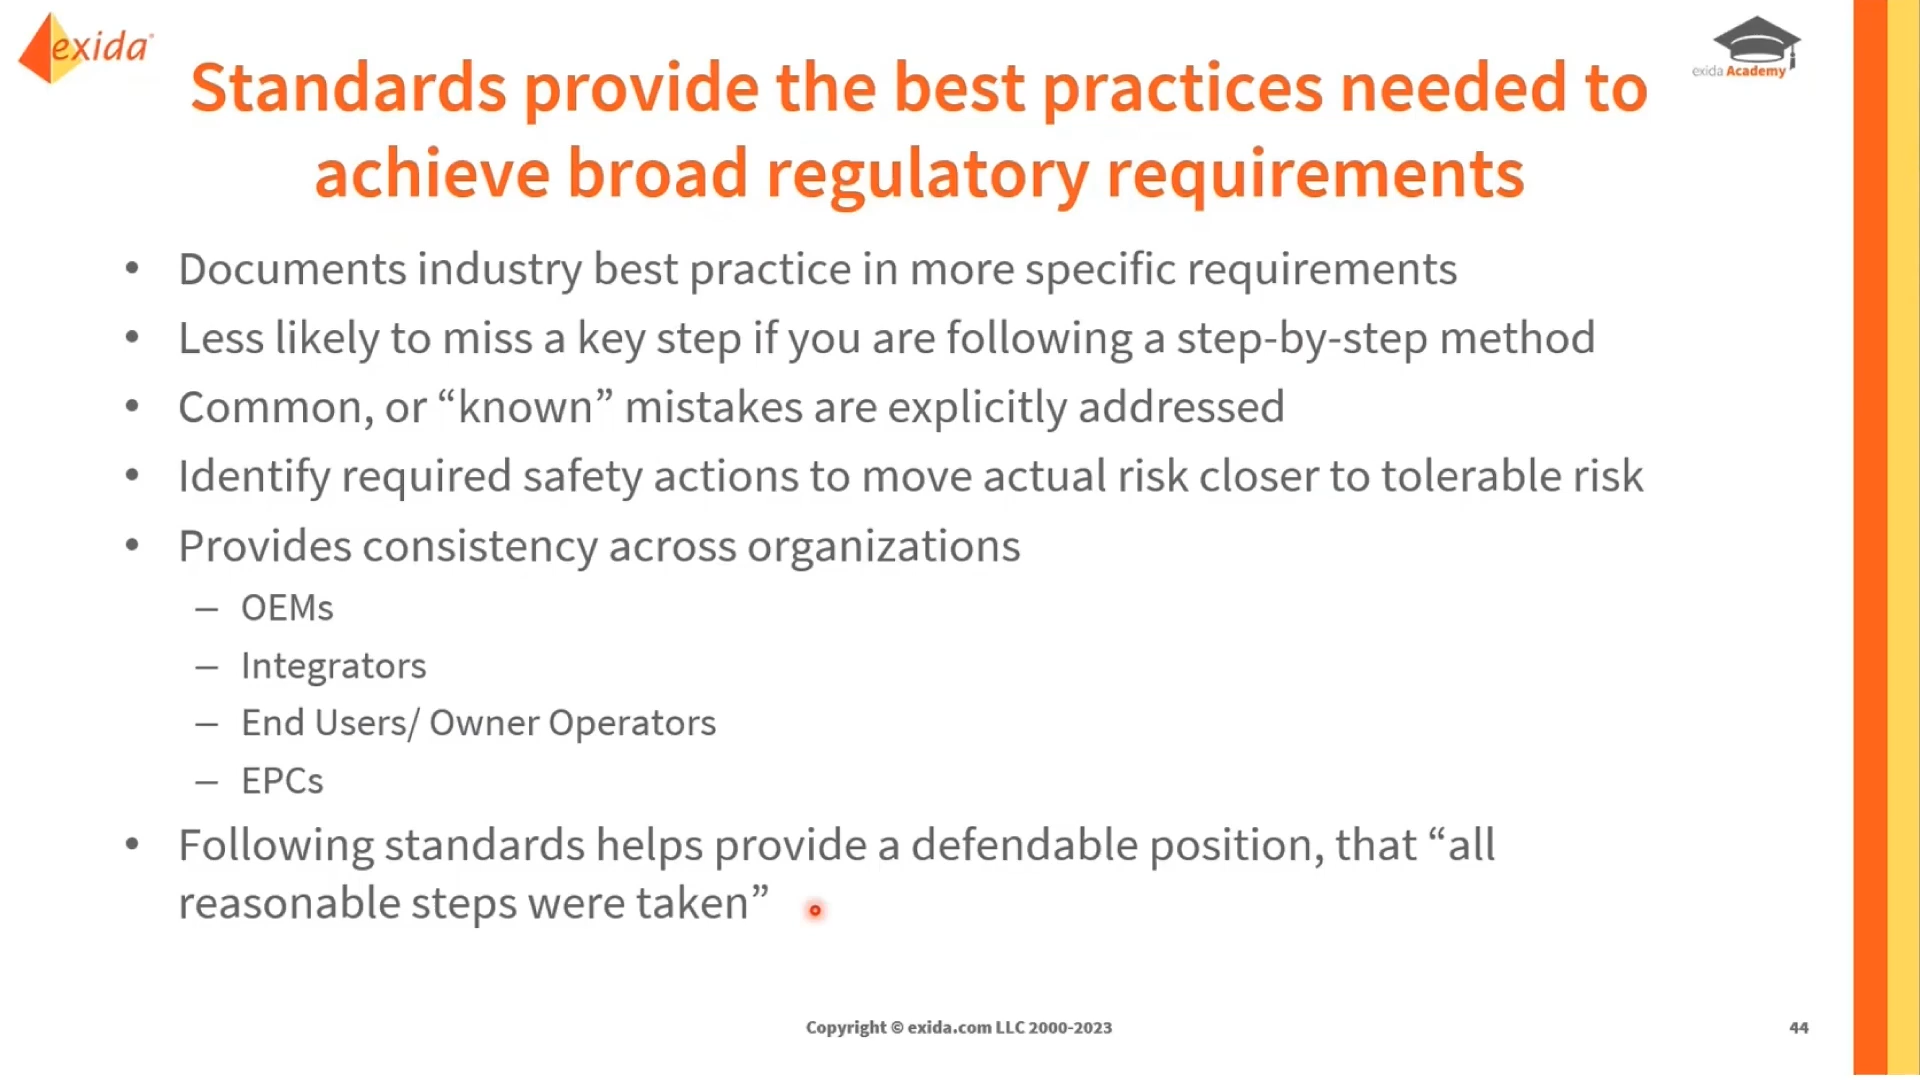 exida
exida Academy
Standards provide the best practices needed to
achieve broad regulatory requirements
• Documents industry best practice in more specific requirements
• Less likely to miss a key step if you are following a step-by-step method
• Common, or “known” mistakes are explicitly addressed
• Identify required safety actions to move actual risk closer to tolerable risk
• Provides consistency across organizations
– OEMs
– Integrators
– End Users/ Owner Operators
– EPCs
• Following standards helps provide a defendable position, that “all
reasonable steps were taken”
Copyright © exida.com LLC 2000-2023
44